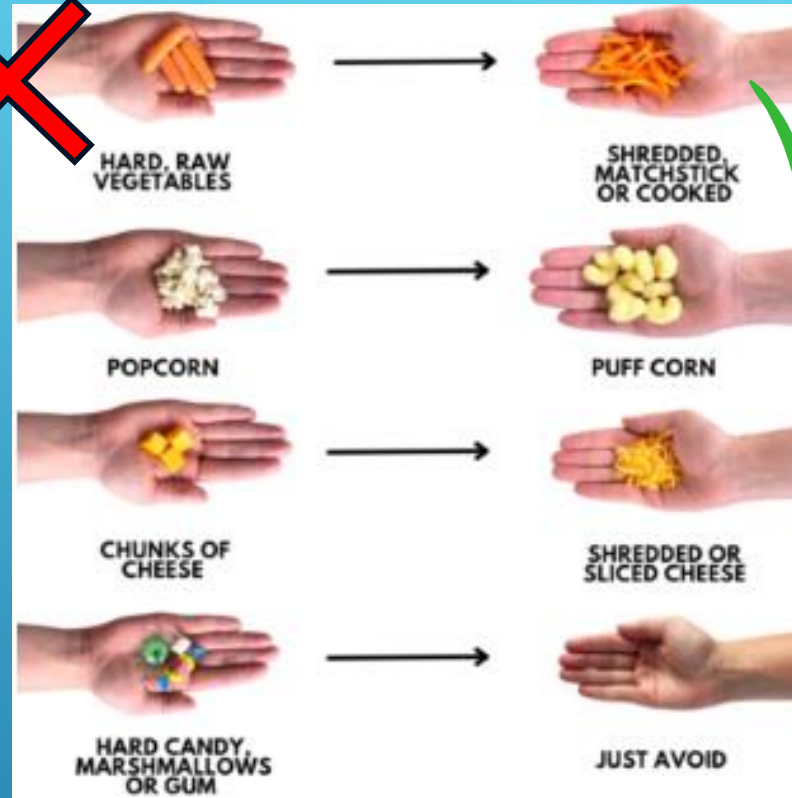 HARD, RAW
VEGETABLES
SHREDDED,
MATCHSTICK
OR COOKED
POPCORN
PUFF CORN
CHUNKS OF
CHEESE
SHREDDED OR
SLICED CHEESE
HARD CANDY,
MARSHMALLOWS
OR GUM
JUST AVOID